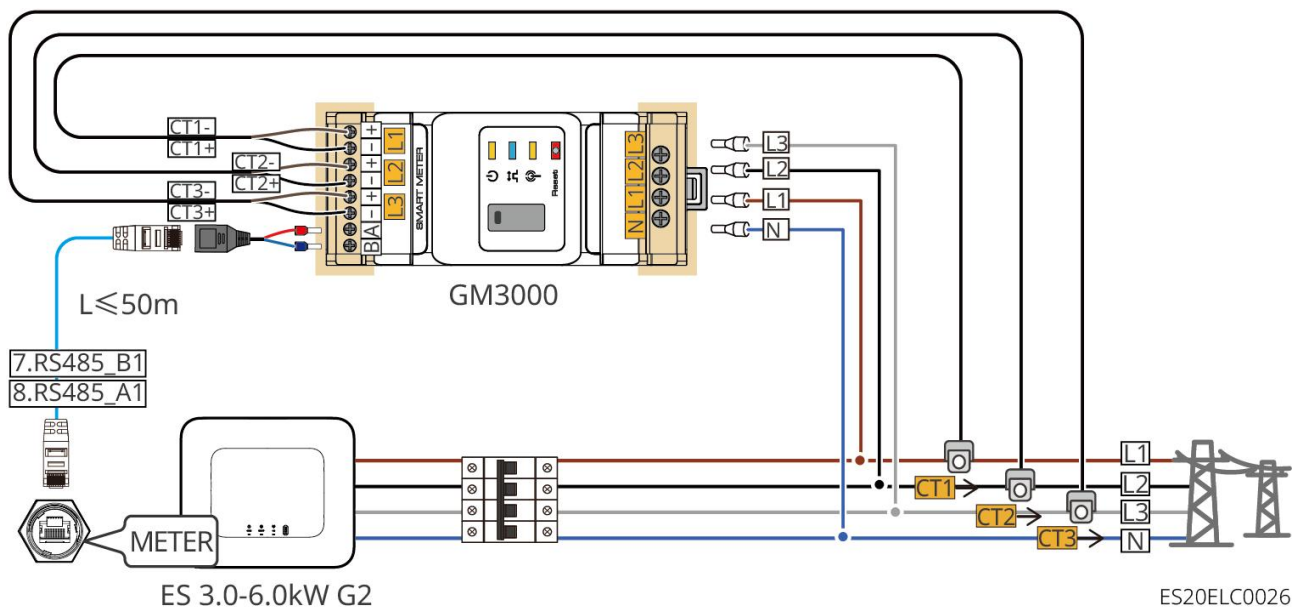 CT1-
CT1+
CT2-
CT2+
CT3-
CT3+
+
-
+
-
+
-
A
B
L1
L2
L3
SMART METER
Reset
L3
L2
L1
N
L3
L2
L1
N
GM3000
L≤50m
7.RS485_B1
8.RS485_A1
METER
ES 3.0-6.0kW G2
CT1
CT2
CT3
L1
L2
L3
N
ES20ELC0026